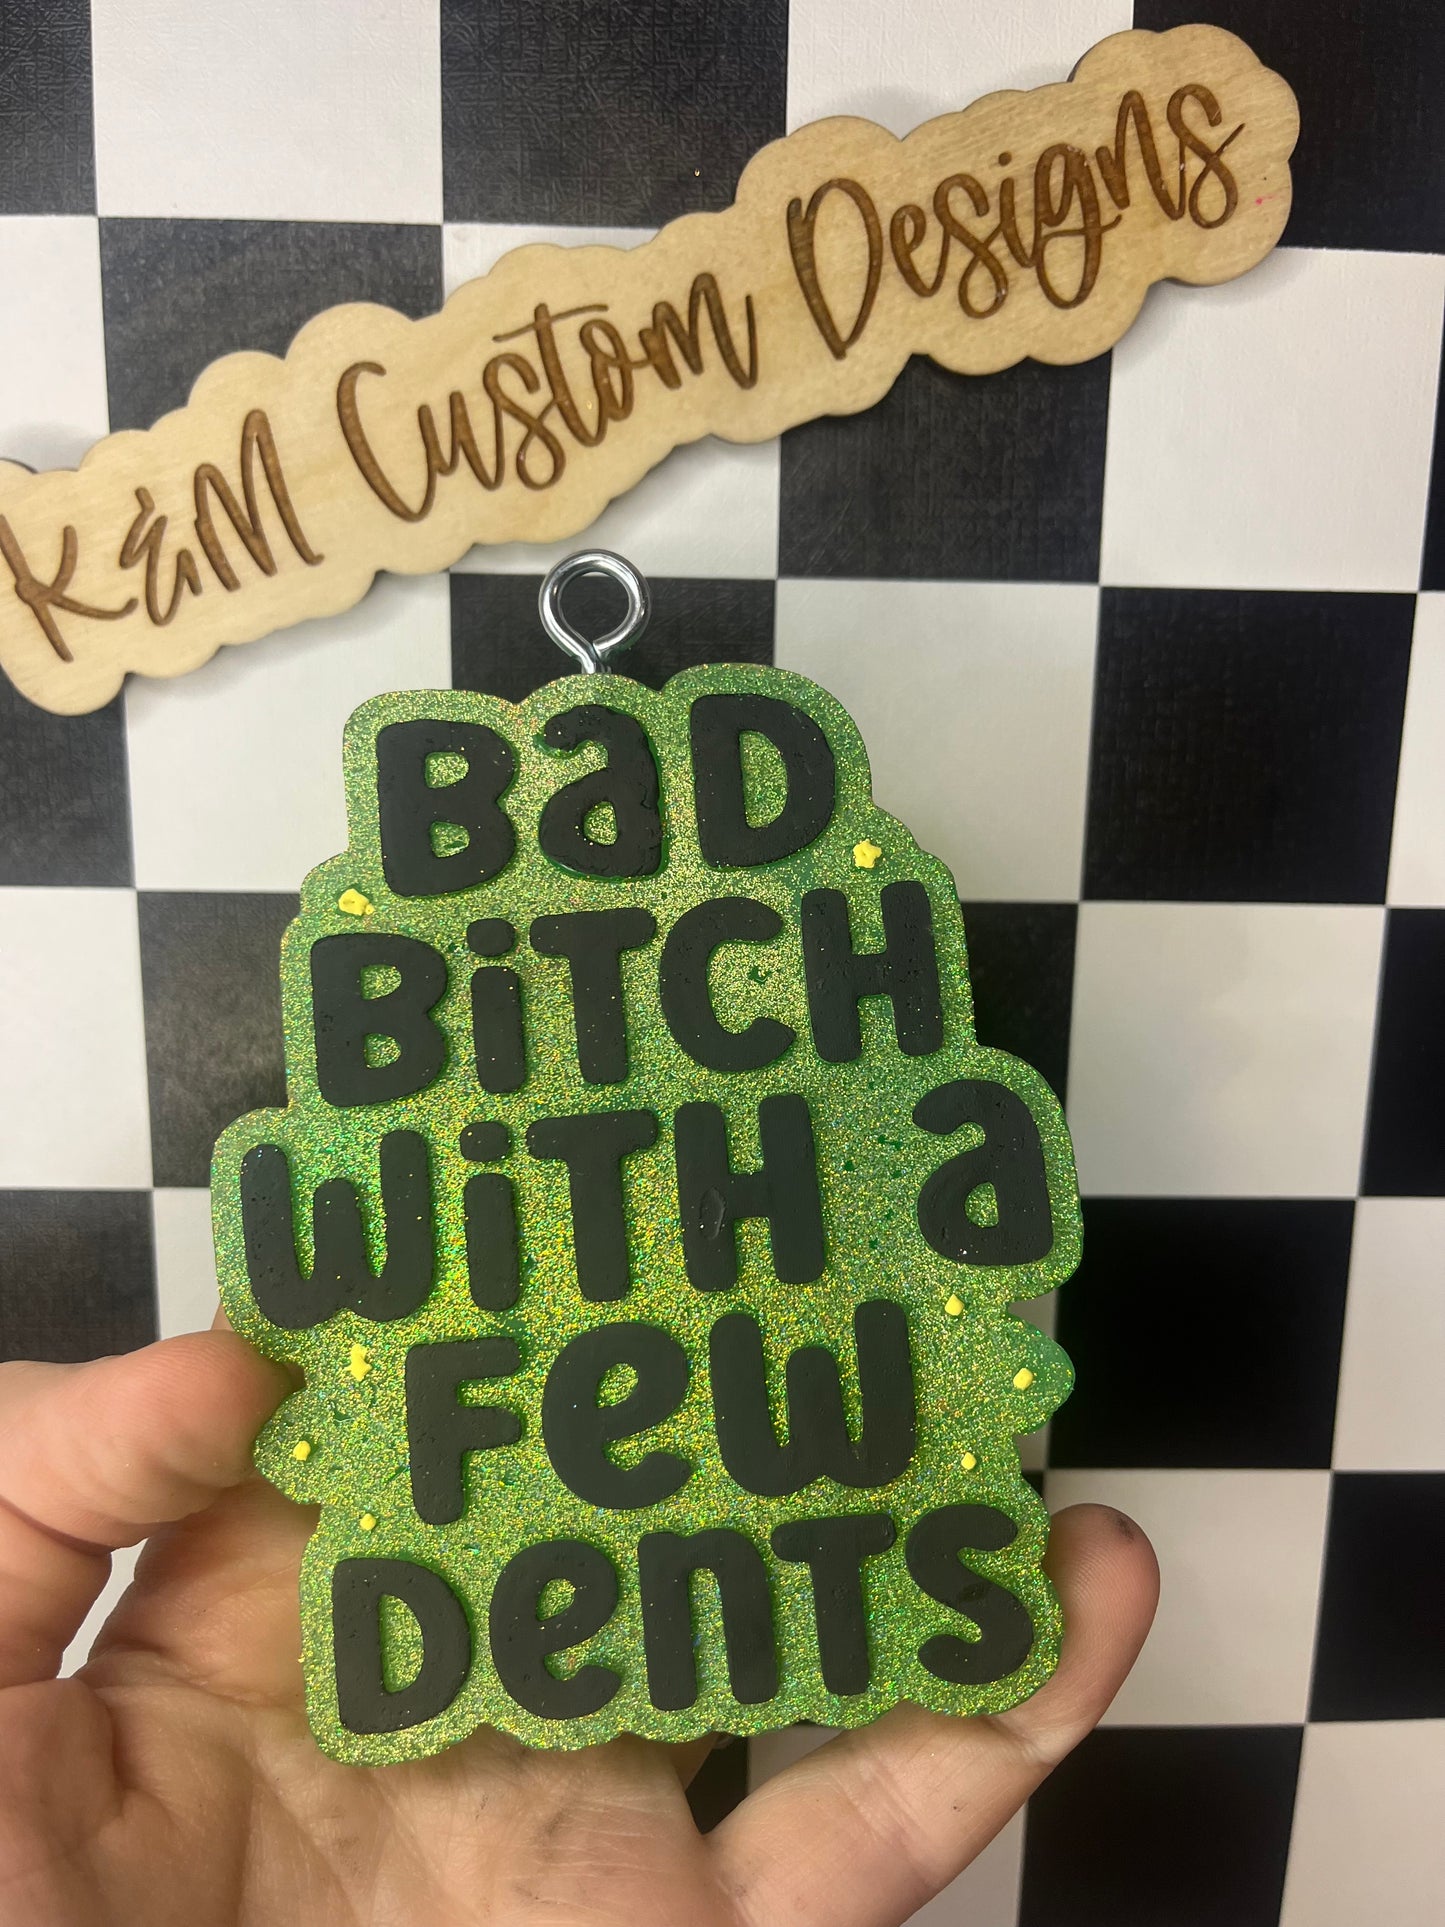 K&M Custom Designs
BaD
BiTCH
WiTH a
FeW
DenTS